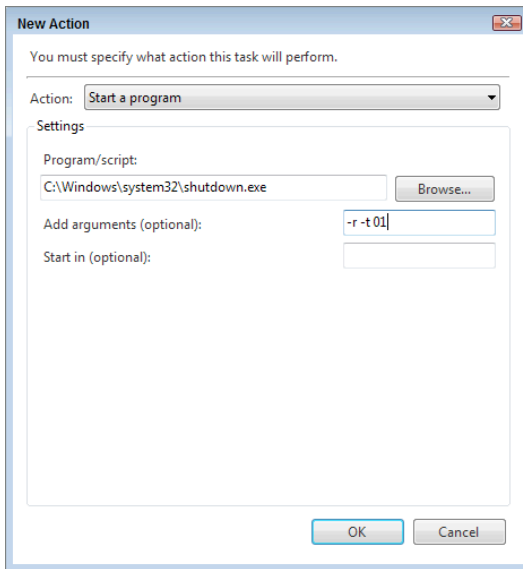 New Action
You must specify what action this task will perform.
Action: Start a program
Settings
Program/script:
C:\Windows\system32\shutdown.exe Browse...
Add arguments (optional): -r -t 01
Start in (optional):
OK Cancel